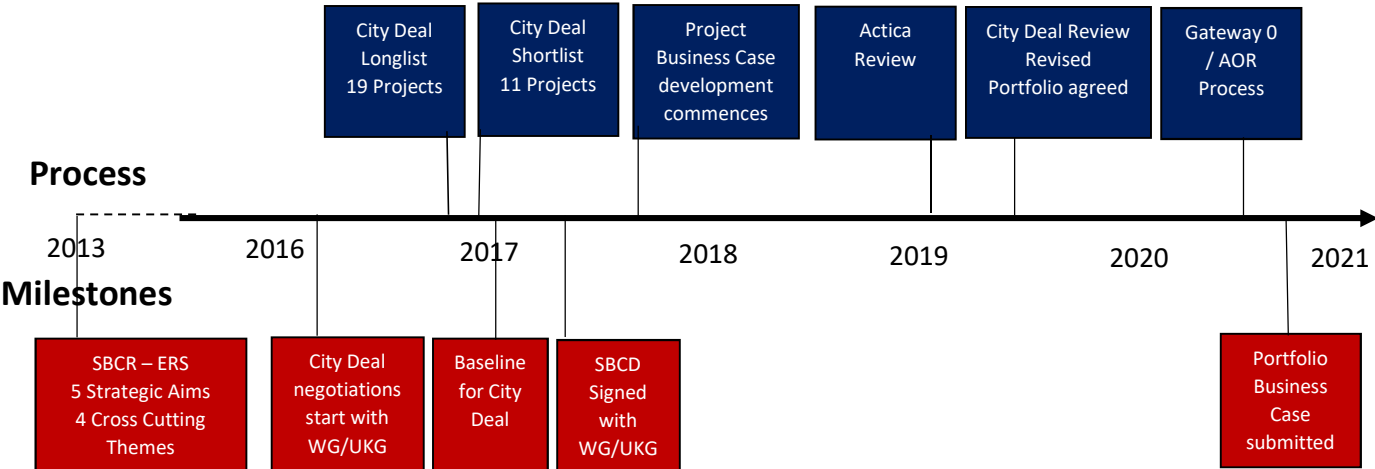 City Deal
Longlist
19 Projects
City Deal
Shortlist
11 Projects
Project
Business Case
development
commences
Actica
Review
City Deal Review
Revised
Portfolio agreed
Gateway 0
/ AOR
Process
Process
2013
2016
2017
2018
2019
2020
2021
Milestones
SBCR – ERS
5 Strategic Aims
4 Cross Cutting
Themes
City Deal
negotiations
start with
WG/UKG
Baseline
for City
Deal
SBCD
Signed
with
WG/UKG
Portfolio
Business
Case
submitted